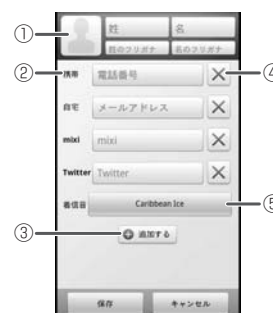 ① 姓 名
姓のフリガナ 名のフリガナ
② 携帯 電話番号 ④
自宅 メールアドレス
mixi mixi
Twitter Twitter
着信音 Caribbean Ice ⑤
③ 追加する
保存 キャンセル